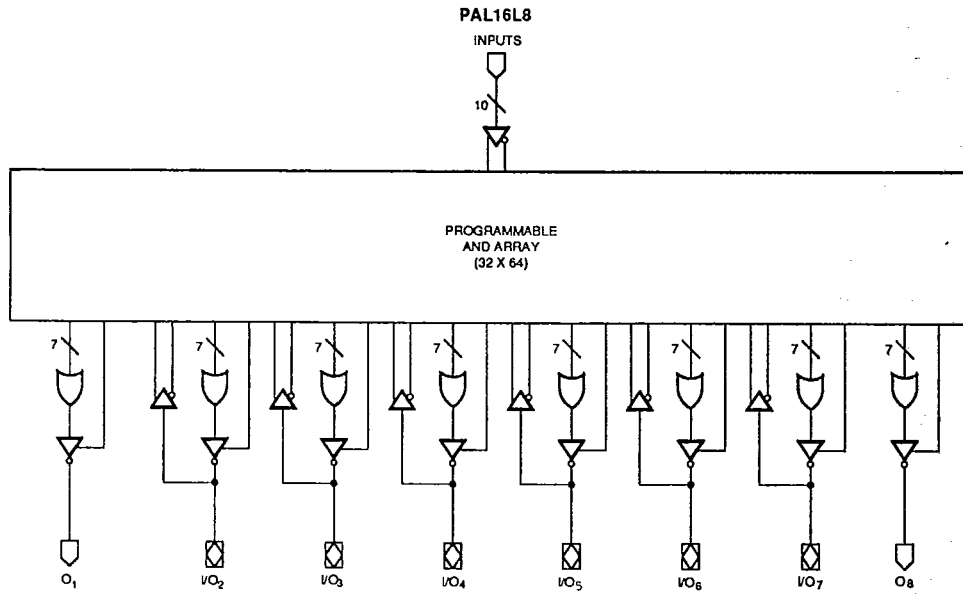 PAL16L8
INPUTS
10
PROGRAMMABLE
AND ARRAY
(32 X 64)
7 7 7 7 7 7 7 7
O1 I/O2 I/O3 I/O4 I/O5 I/O6 I/O7 O8